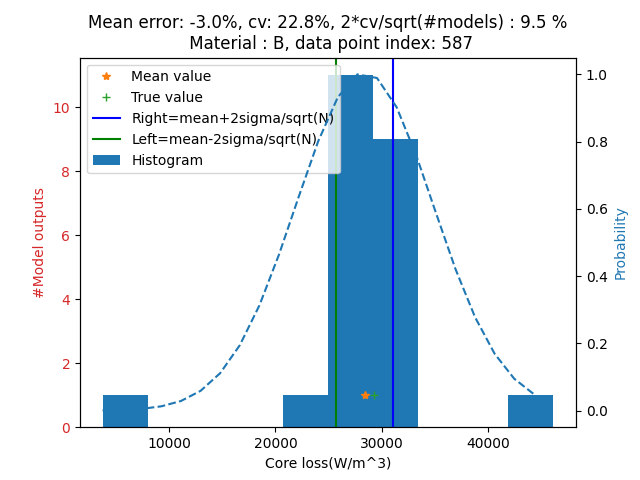 Mean error: -3.0%, cv: 22.8%, 2*cv/sqrt(#models) : 9.5 %
Material : B, data point index: 587
Mean value
True value
Right=mean+2sigma/sqrt(N)
Left=mean-2sigma/sqrt(N)
Histogram
#Model outputs
10
8
6
4
2
0
1.0
0.8
0.6
0.4
0.2
0.0
Probability
10000 20000 30000 40000
Core loss(W/m^3)